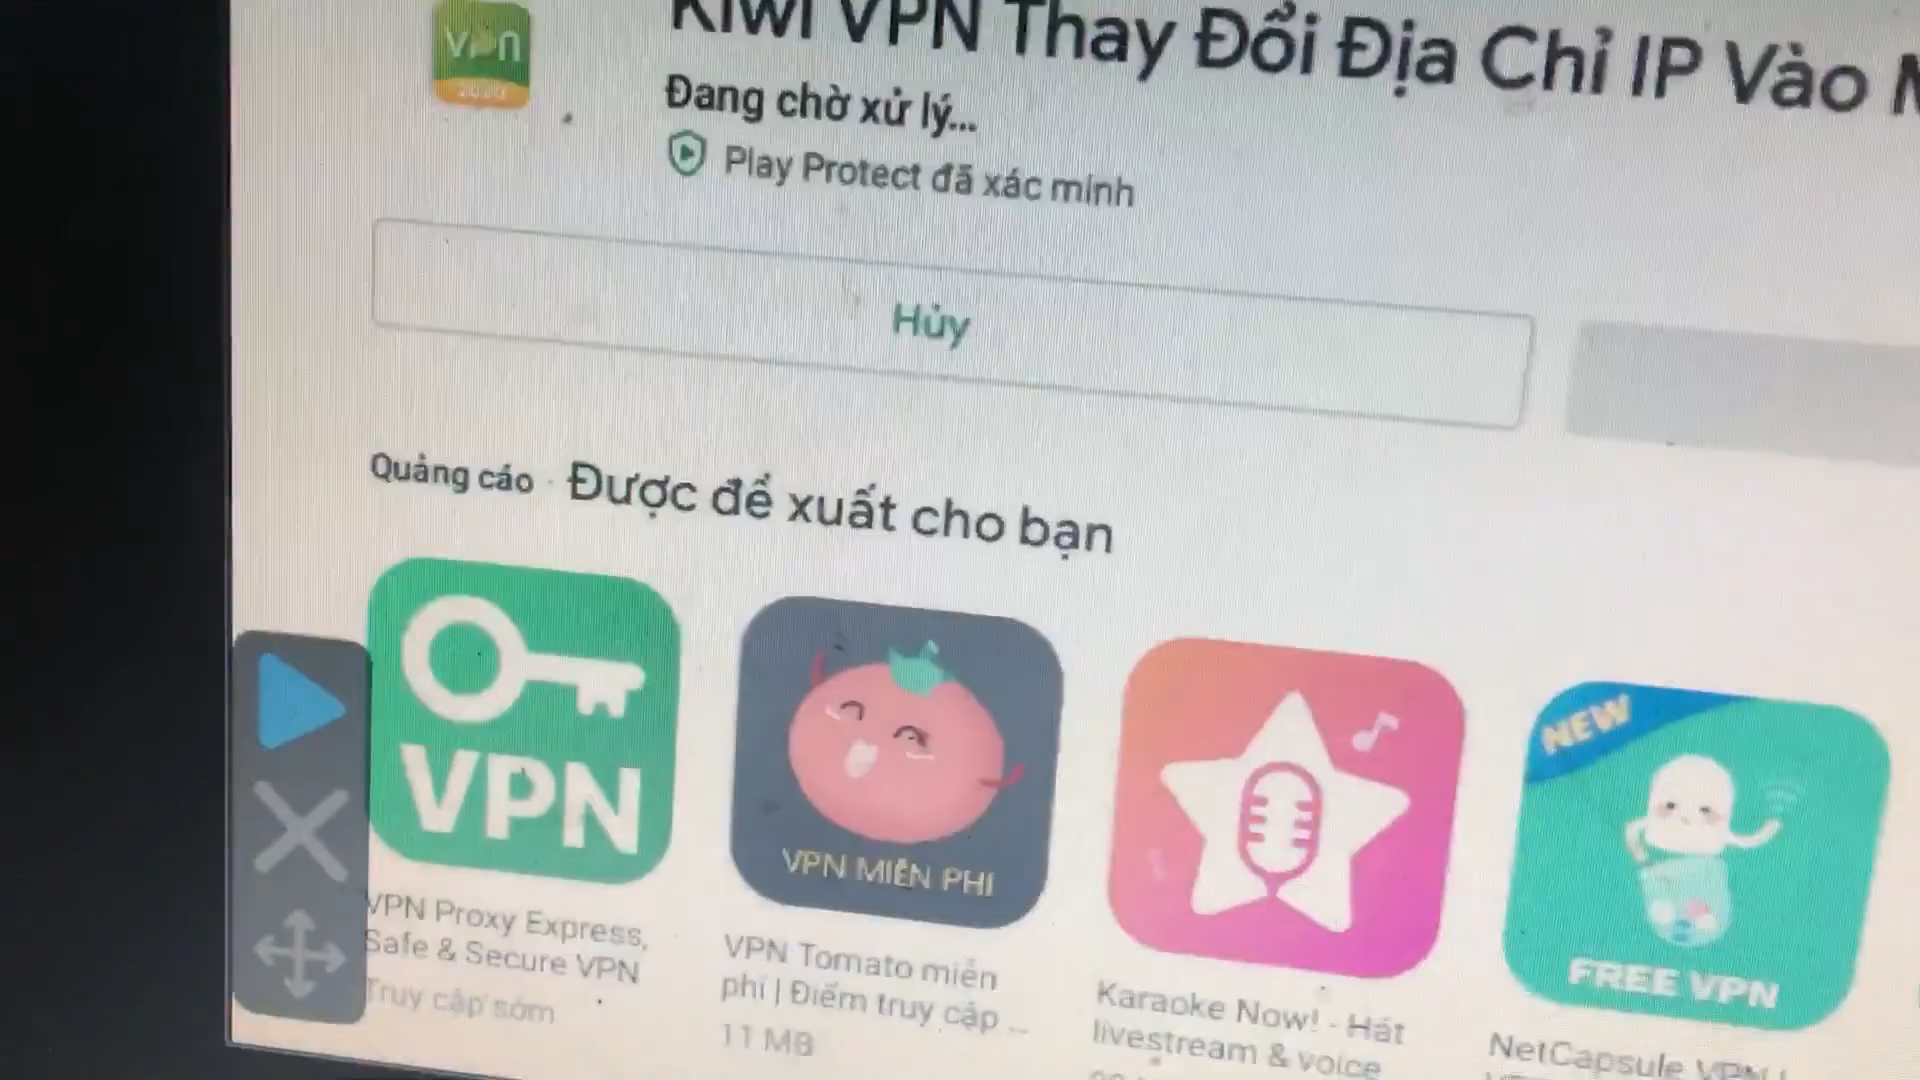 VPN
2020
Kiwi VPN Thay Đổi Địa Chỉ IP Vào
Đang chờ xử lý...
Play Protect đã xác minh
Hủy
Quảng cáo · Được đề xuất cho bạn
VPN
VPN MIỄN PHÍ
NEW
FREE VPN
VPN Proxy Express,
Safe & Secure VPN
Truy cập sớm
VPN Tomato miễn
phí | Điểm truy cập ...
11 MB
Karaoke Now! - Hát
livestream & voice
NetCapsule VPN |